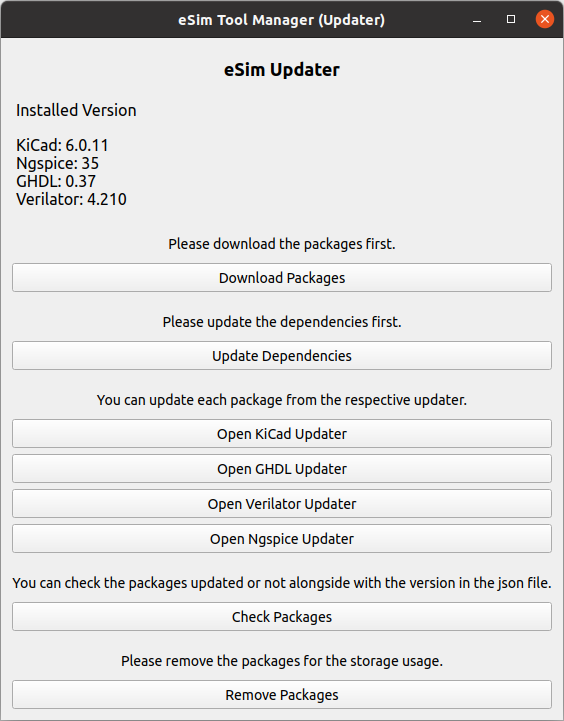 eSim Tool Manager (Updater)
eSim Updater
Installed Version
KiCad: 6.0.11
Ngspice: 35
GHDL: 0.37
Verilator: 4.210
Please download the packages first.
Download Packages
Please update the dependencies first.
Update Dependencies
You can update each package from the respective updater.
Open KiCad Updater
Open GHDL Updater
Open Verilator Updater
Open Ngspice Updater
You can check the packages updated or not alongside with the version in the json file.
Check Packages
Please remove the packages for the storage usage.
Remove Packages